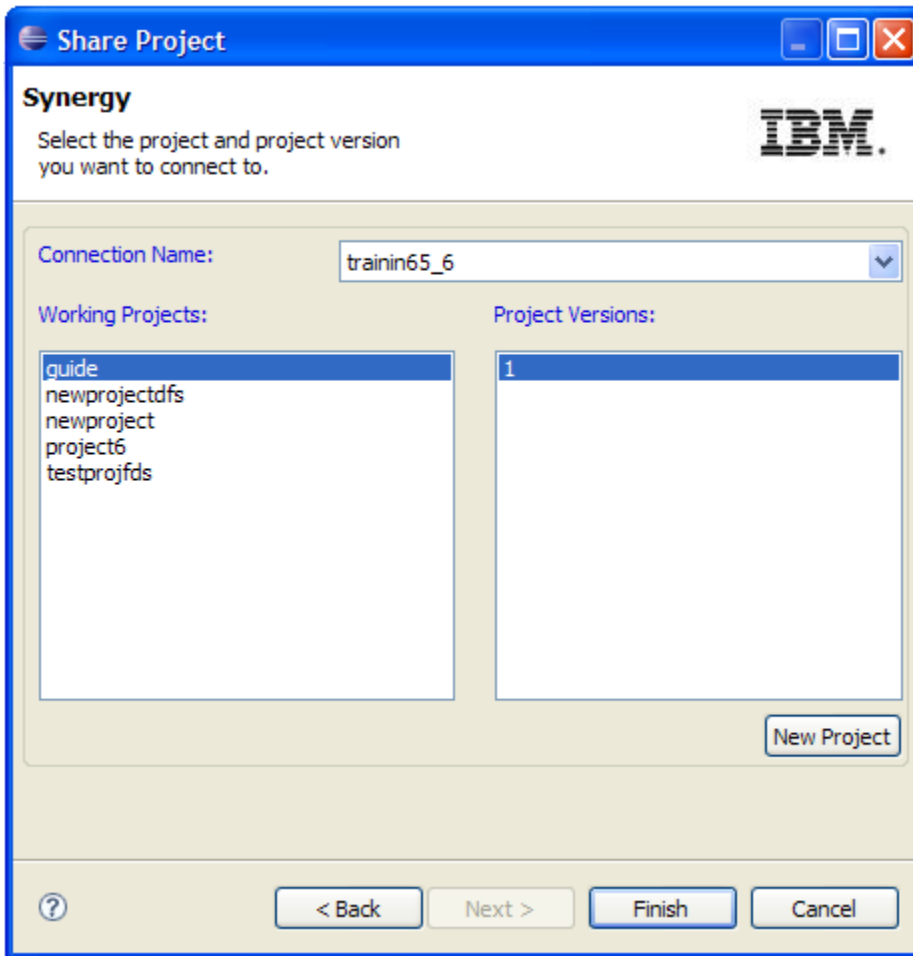 Share Project
Synergy
Select the project and project version
you want to connect to.
IBM.
Connection Name:
trainin65_6
Working Projects:
Project Versions:
guide
newprojectdfs
newproject
project6
testprojfds
1
New Project
?
< Back
Next >
Finish
Cancel